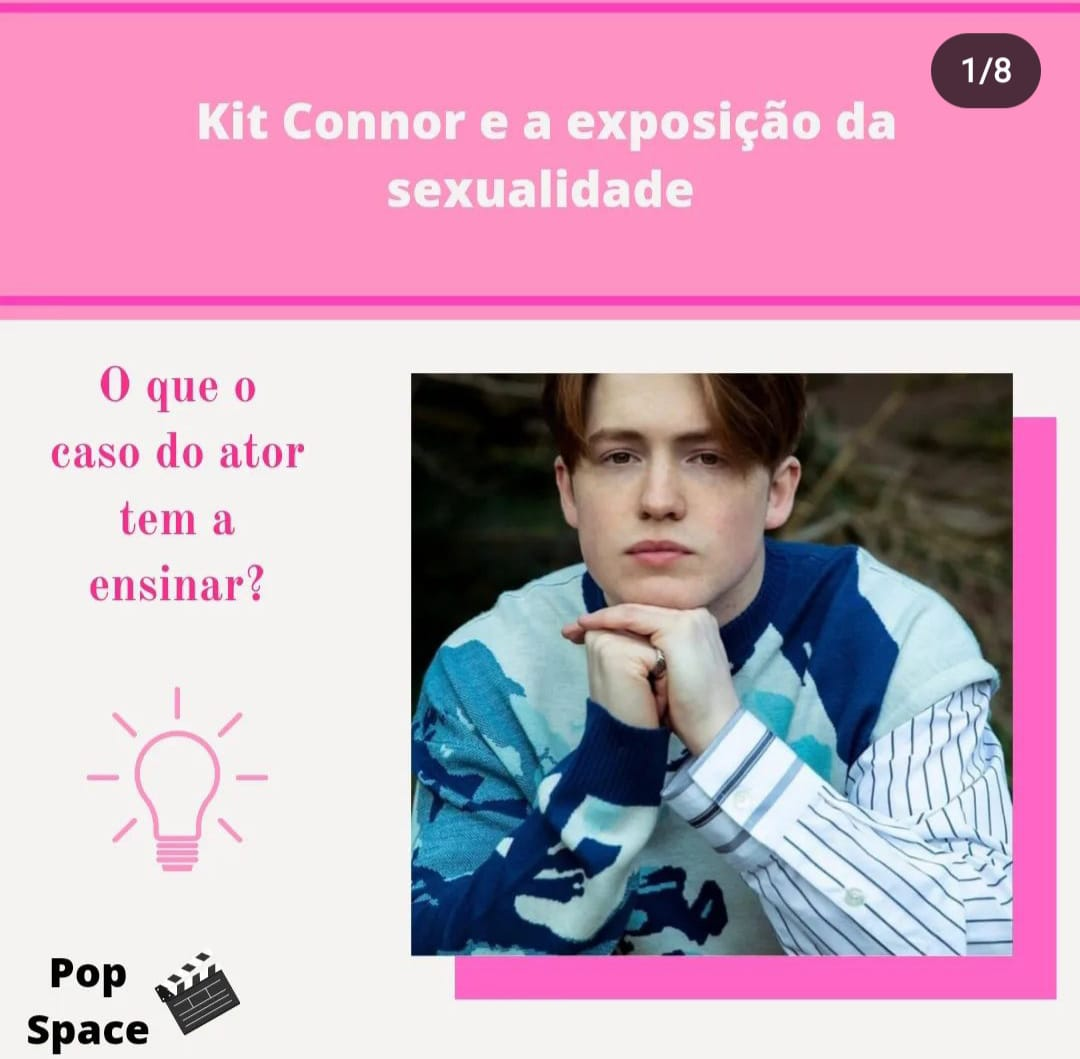 1/8
Kit Connor e a exposição da
sexualidade
O que o
caso do ator
tem a
ensinar?
Pop
Space